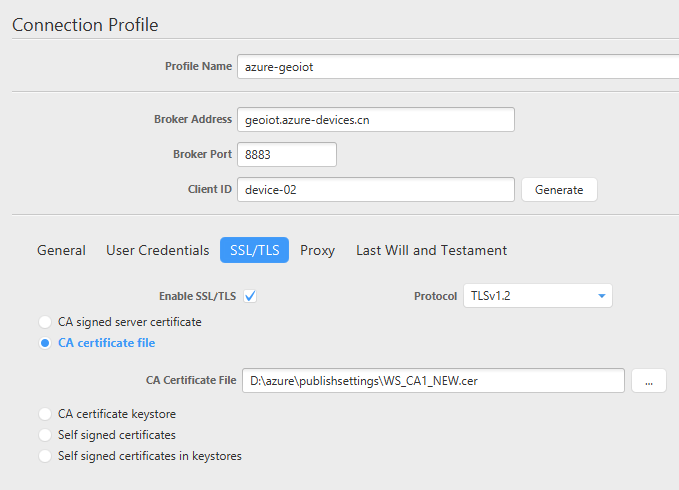 Connection Profile
Profile Name azure-geoiot
Broker Address geoiot.azure-devices.cn
Broker Port 8883
Client ID device-02 Generate
General User Credentials SSL/TLS Proxy Last Will and Testament
Enable SSL/TLS Protocol TLSv1.2
CA signed server certificate
CA certificate file
CA Certificate File D:\azure\publishsettings\WS_CA1_NEW.cer ...
CA certificate keystore
Self signed certificates
Self signed certificates in keystores